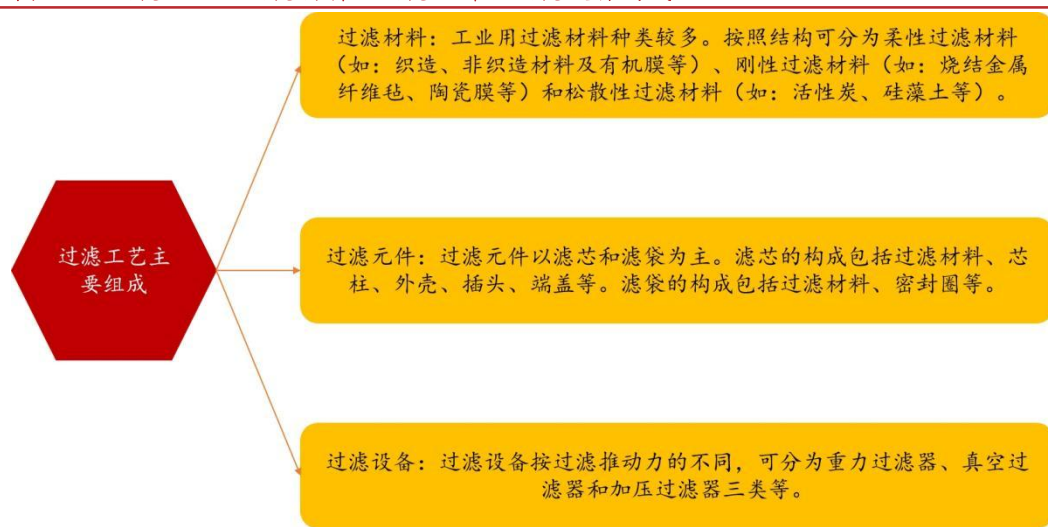 过滤材料：工业用过滤材料种类较多。按照结构可分为柔性过滤材料
（如：织造、非织造材料及有机膜等）、刚性过滤材料（如：烧结金属
纤维毡、陶瓷膜等）和松散性过滤材料（如：活性炭、硅藻土等）。
过滤工艺主
要组成
过滤元件：过滤元件以滤芯和滤袋为主。滤芯的构成包括过滤材料、芯
柱、外壳、插头、端盖等。滤袋的构成包括过滤材料、密封圈等。
过滤设备：过滤设备按过滤推动力的不同，可分为重力过滤器、真空过
滤器和加压过滤器三类等。